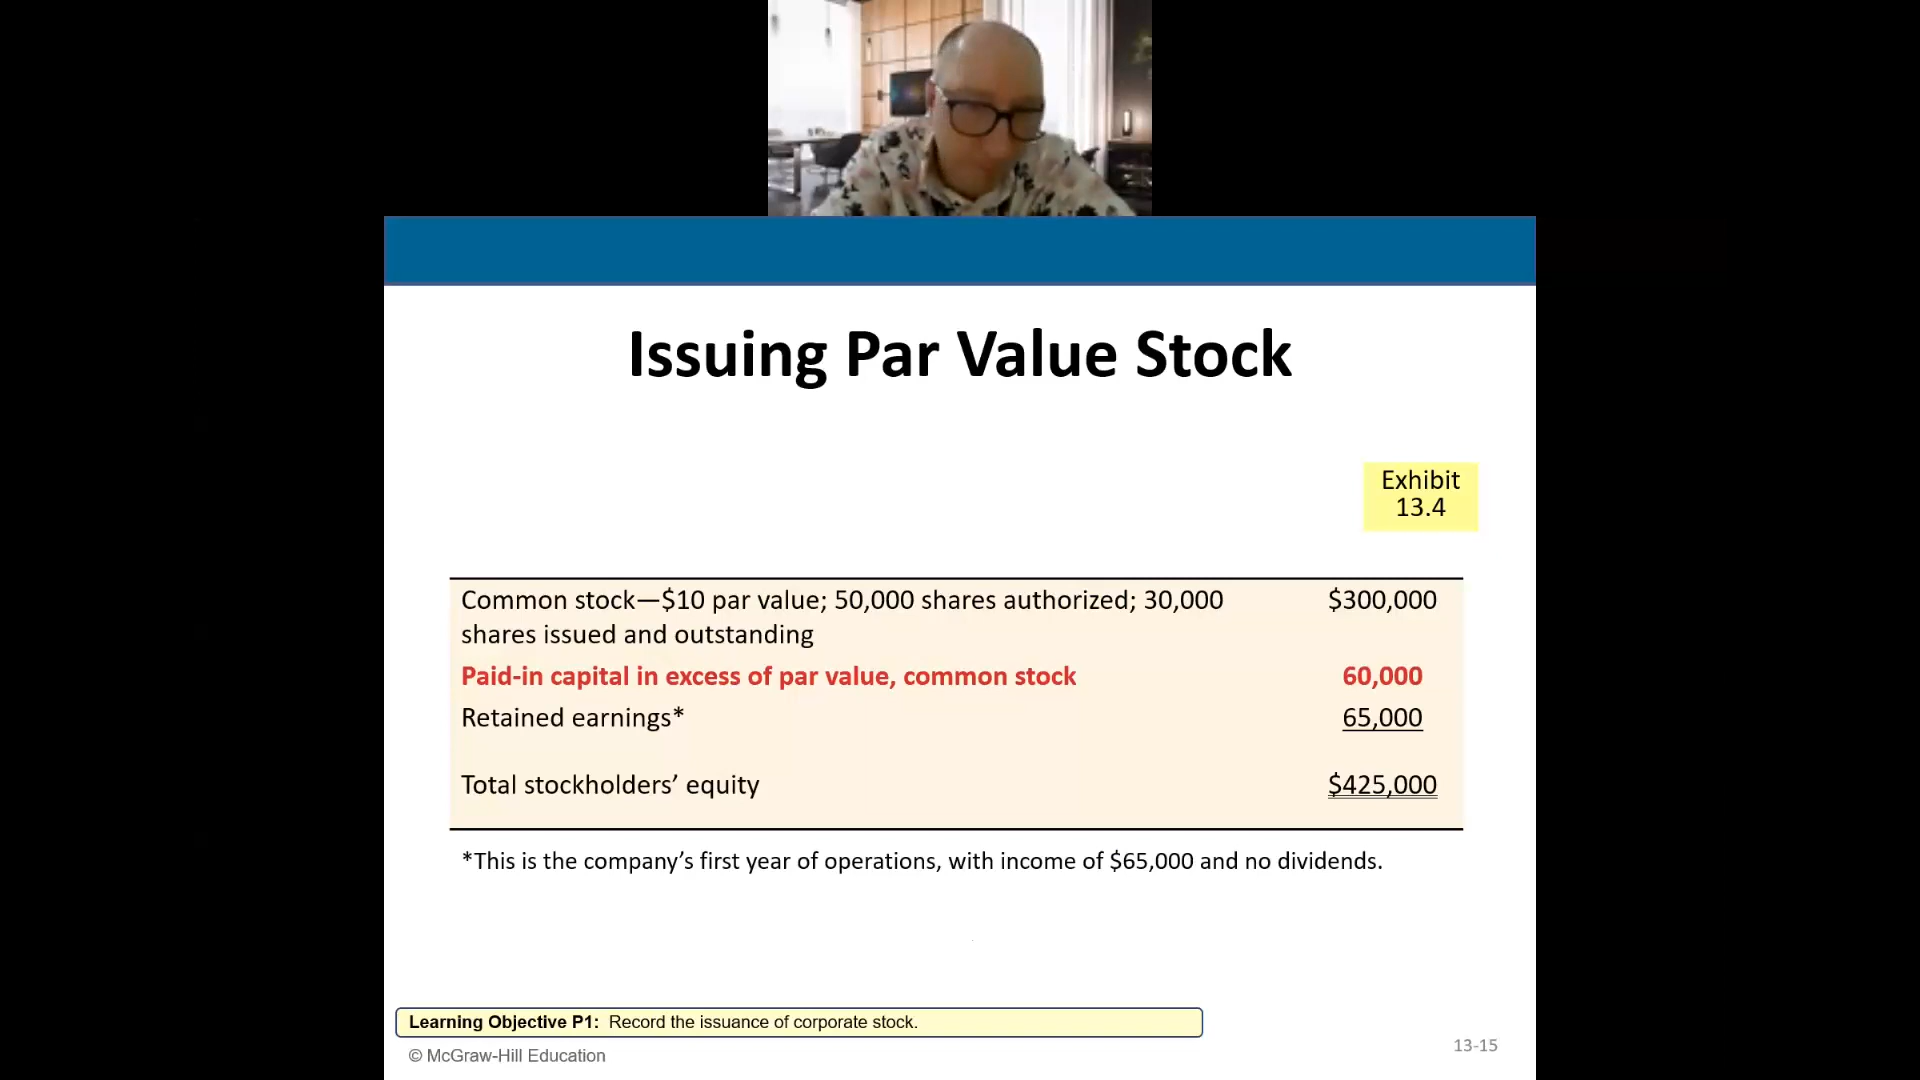 Issuing Par Value Stock
Exhibit
13.4
Common stock—$10 par value; 50,000 shares authorized; 30,000 $300,000
shares issued and outstanding
Paid-in capital in excess of par value, common stock 60,000
Retained earnings* 65,000
Total stockholders’ equity $425,000
*This is the company’s first year of operations, with income of $65,000 and no dividends.
Learning Objective P1: Record the issuance of corporate stock.
© McGraw-Hill Education
13-15